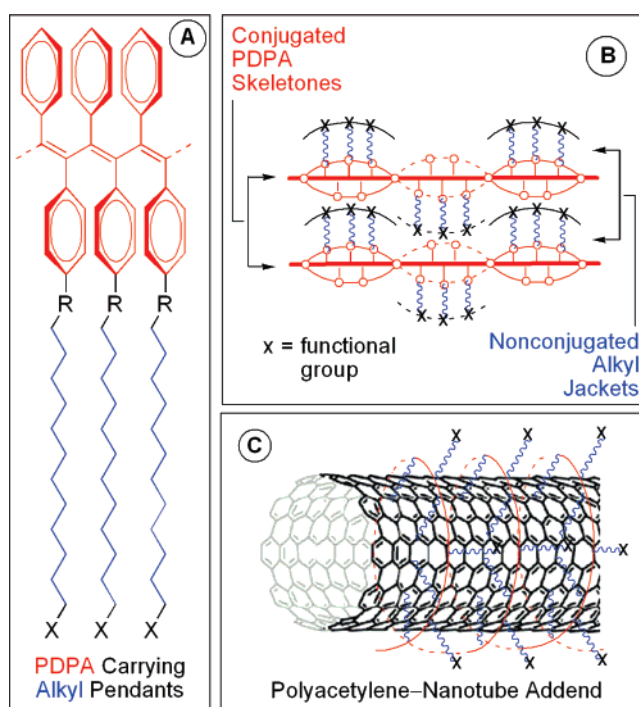 A
R R R
X X X
PDPA Carrying
Alkyl Pendants
Conjugated
PDPA
Skeletones
B
X X X X X X
X X X
X X X X X X
X X X
x = functional
group
Nonconjugated
Alkyl
Jackets
C
X X X
X X X
X X X
Polyacetylene–Nanotube Addend